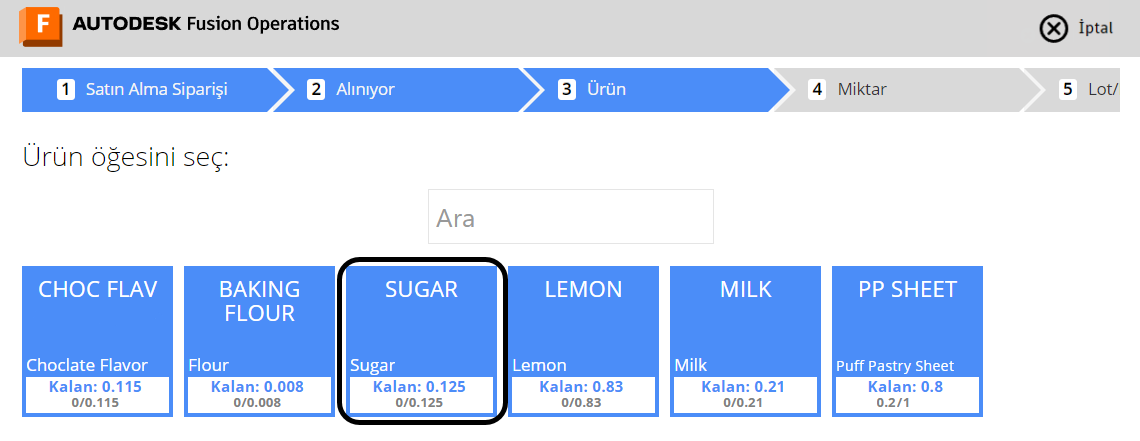 F AUTODESK Fusion Operations
İptal
1 Satın Alma Siparişi
2 Alınıyor
3 Ürün
4 Miktar
5 Lot/
Ürün öğesini seç:
Ara
CHOC FLAV
Choclate Flavor
Kalan: 0.115
0/0.115
BAKING
FLOUR
Flour
Kalan: 0.008
0/0.008
SUGAR
Sugar
Kalan: 0.125
0/0.125
LEMON
Lemon
Kalan: 0.83
0/0.83
MILK
Milk
Kalan: 0.21
0/0.21
PP SHEET
Puff Pastry Sheet
Kalan: 0.8
0.2/1